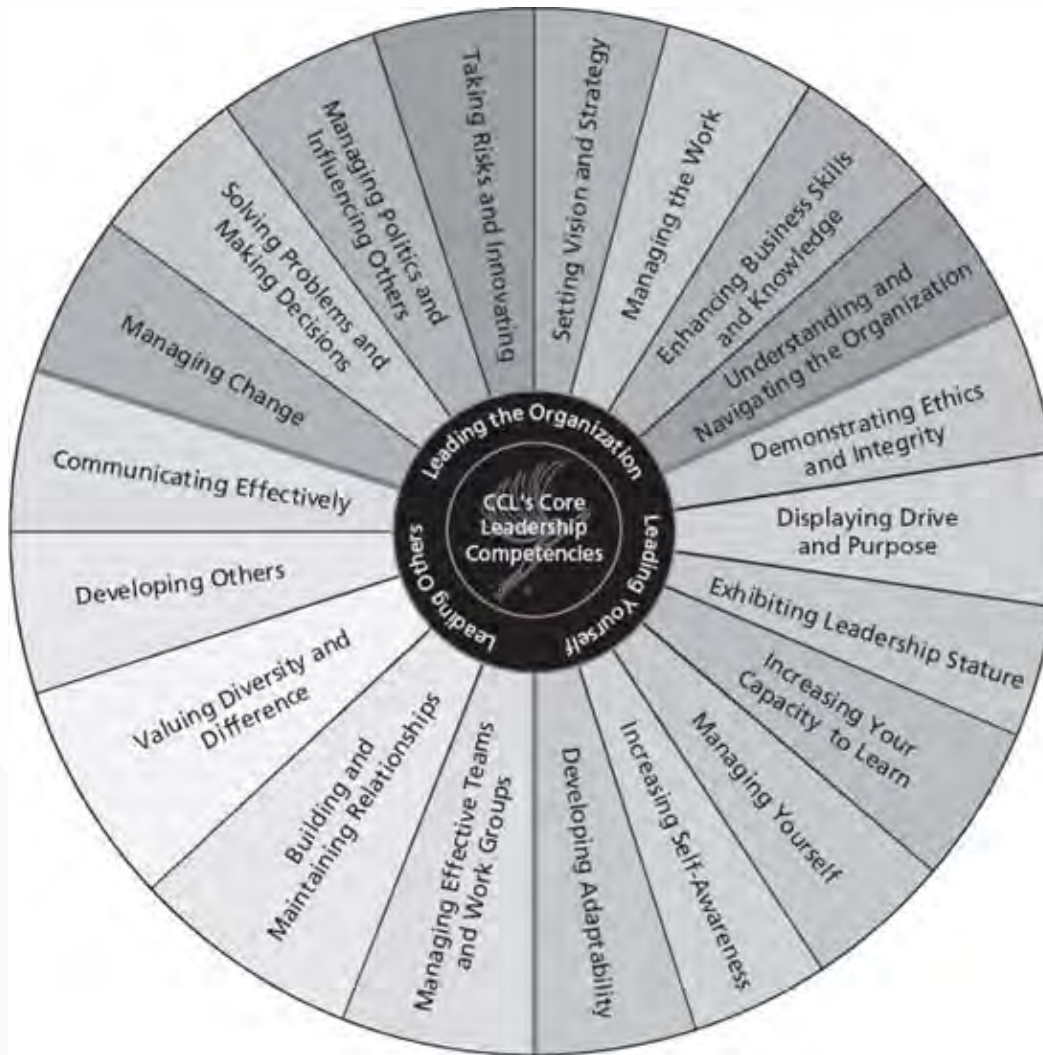 Taking Risks and Innovating
Setting Vision and Strategy
Managing the Work
Enhancing Business Skills
and Knowledge
Understanding and
Navigating the Organization
Demonstrating Ethics
and Integrity
Displaying Drive
and Purpose
Exhibiting Leadership Stature
Increasing Your
Capacity to Learn
Managing Yourself
Increasing Self-Awareness
Developing Adaptability
Managing Effective Teams
and Work Groups
Building and
Maintaining Relationships
Valuing Diversity and
Difference
Developing Others
Communicating Effectively
Managing Change
Solving Problems and
Making Decisions
Managing Politics and
Influencing Others
Leading the Organization
Leading Yourself
Leading Others
CCL's Core
Leadership
Competencies